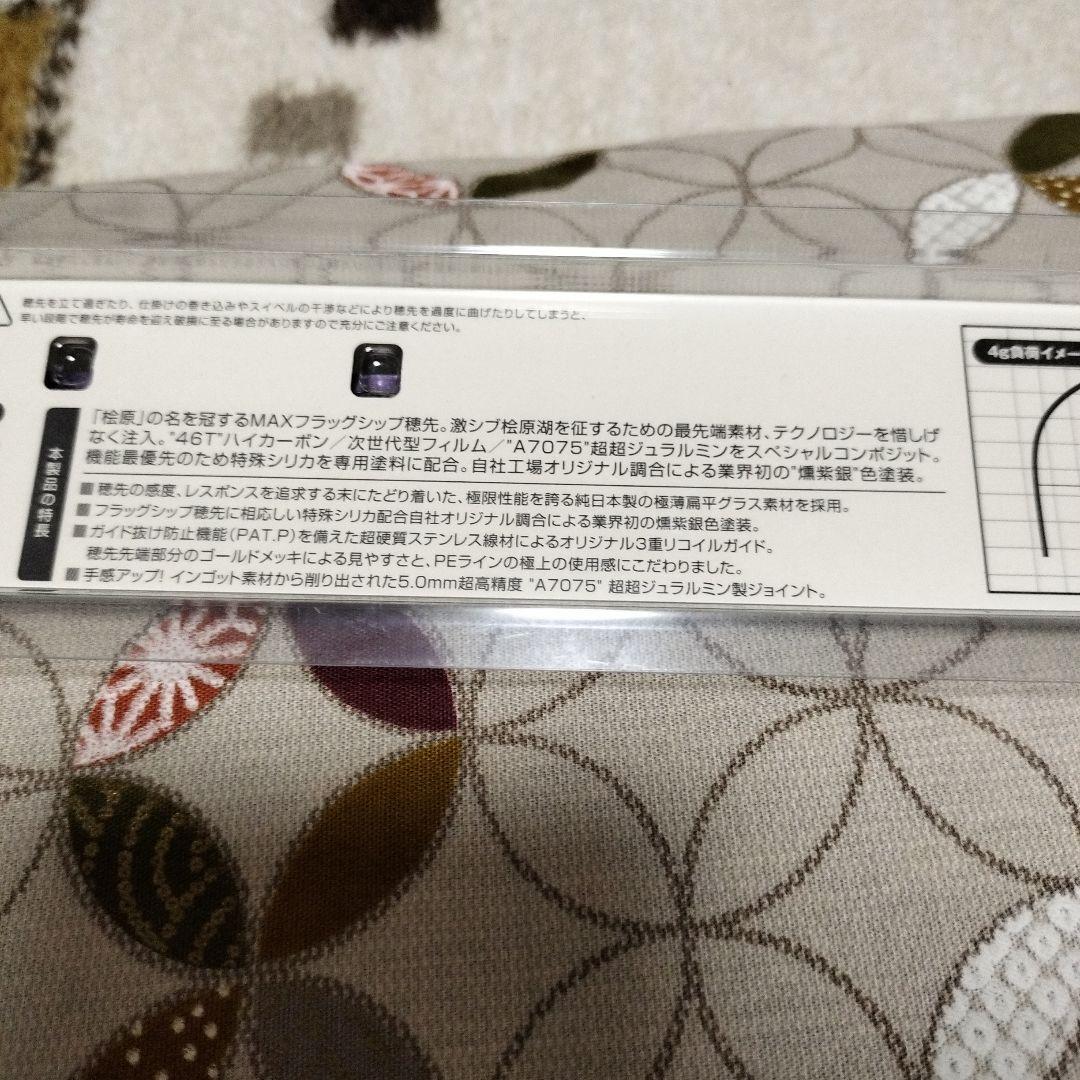 穂先を立て過ぎたり、仕掛けの巻き込みやスイベルの干渉などにより穂先を過度に曲げたりしてしまうと、
早い段階で穂先が寿命を迎え破損に至る場合がありますので充分にご注意ください。
4g負荷イメー
本製品の特長
「桧原」の名を冠するMAXフラッグシップ穂先。激シブ桧原湖を征するための最先端素材、テクノロジーを惜しげ
なく注入。"46T"ハイカーボン／次世代型フィルム／"A7075"超超ジュラルミンをスペシャルコンポジット。
機能最優先のため特殊シリカを専用塗料に配合。自社工場オリジナル調合による業界初の"燻紫銀"色塗装。
■穂先の感度、レスポンスを追求する末にたどり着いた、極限性能を誇る純日本製の極薄扁平グラス素材を採用。
■フラッグシップ穂先に相応しい特殊シリカ配合自社オリジナル調合による業界初の燻紫銀色塗装。
■ガイド抜け防止機能（PAT.P）を備えた超硬質ステンレス線材によるオリジナル3重リコイルガイド。
穂先先端部分のゴールドメッキによる見やすさと、PEラインの極上の使用感にこだわりました。
■手感アップ! インゴット素材から削り出された5.0mm超高精度 "A7075" 超超ジュラルミン製ジョイント。